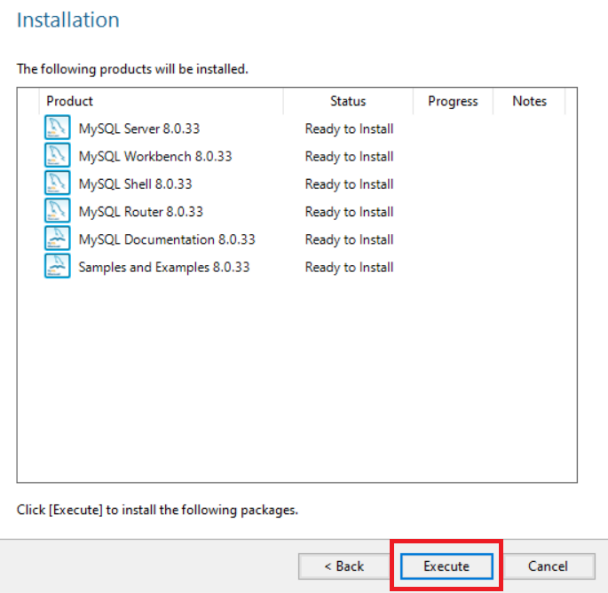 Installation
The following products will be installed.
Product Status Progress Notes
MySQL Server 8.0.33 Ready to Install
MySQL Workbench 8.0.33 Ready to Install
MySQL Shell 8.0.33 Ready to Install
MySQL Router 8.0.33 Ready to Install
MySQL Documentation 8.0.33 Ready to Install
Samples and Examples 8.0.33 Ready to Install
Click [Execute] to install the following packages.
< Back Execute Cancel